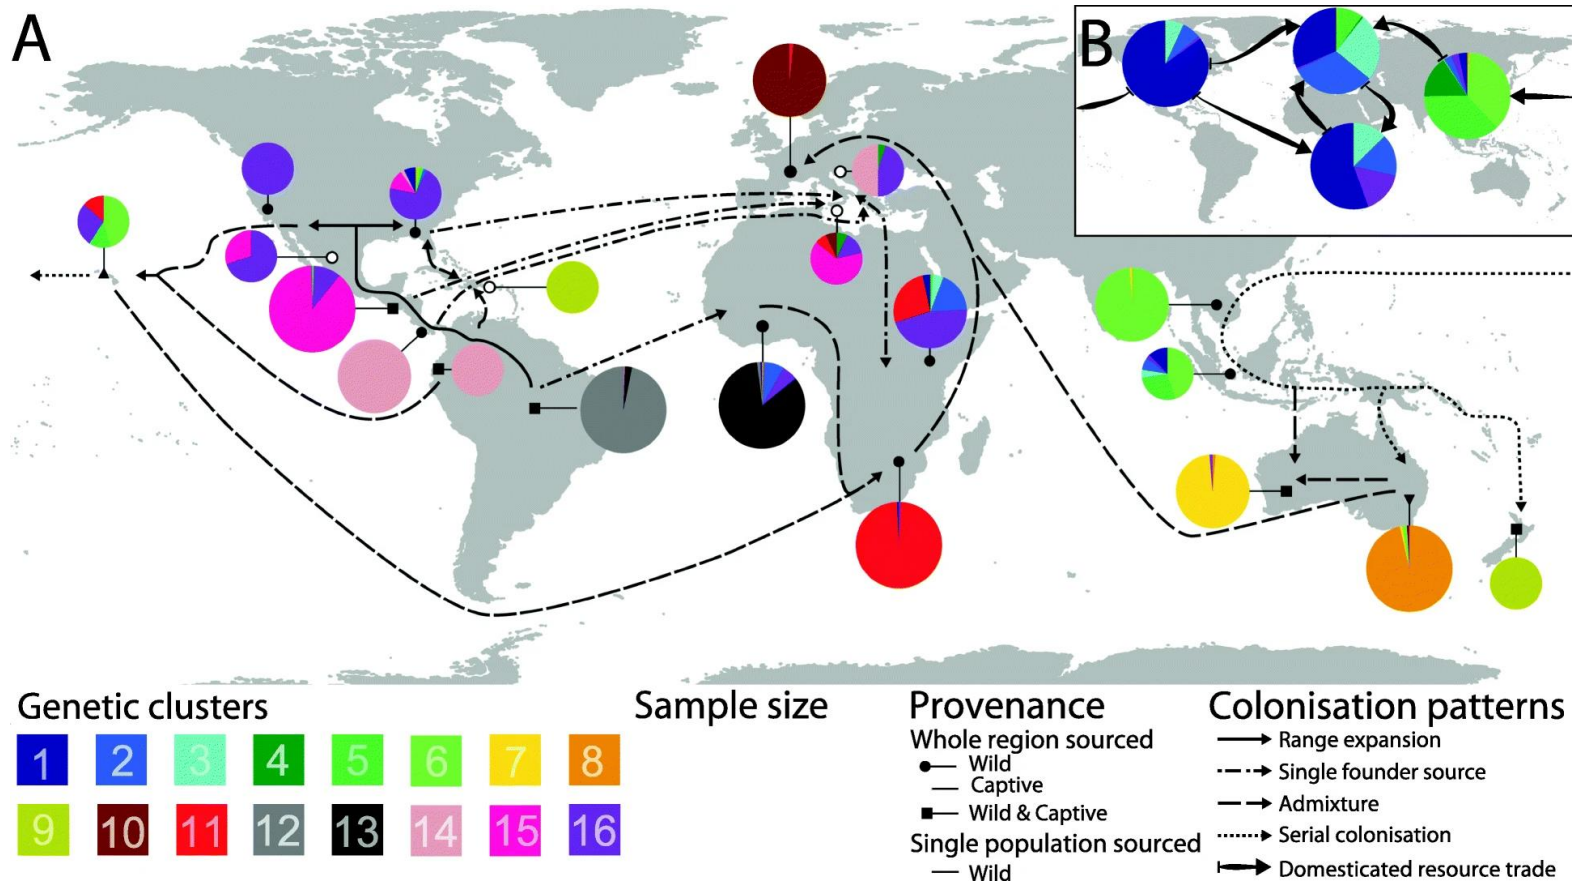 A
B
Genetic clusters
1 2 3 4 5 6 7 8
9 10 11 12 13 14 15 16
Sample size
Provenance
Whole region sourced
Wild
Captive
Wild & Captive
Single population sourced
Wild
Colonisation patterns
Range expansion
Single founder source
Admixture
Serial colonisation
Domesticated resource trade